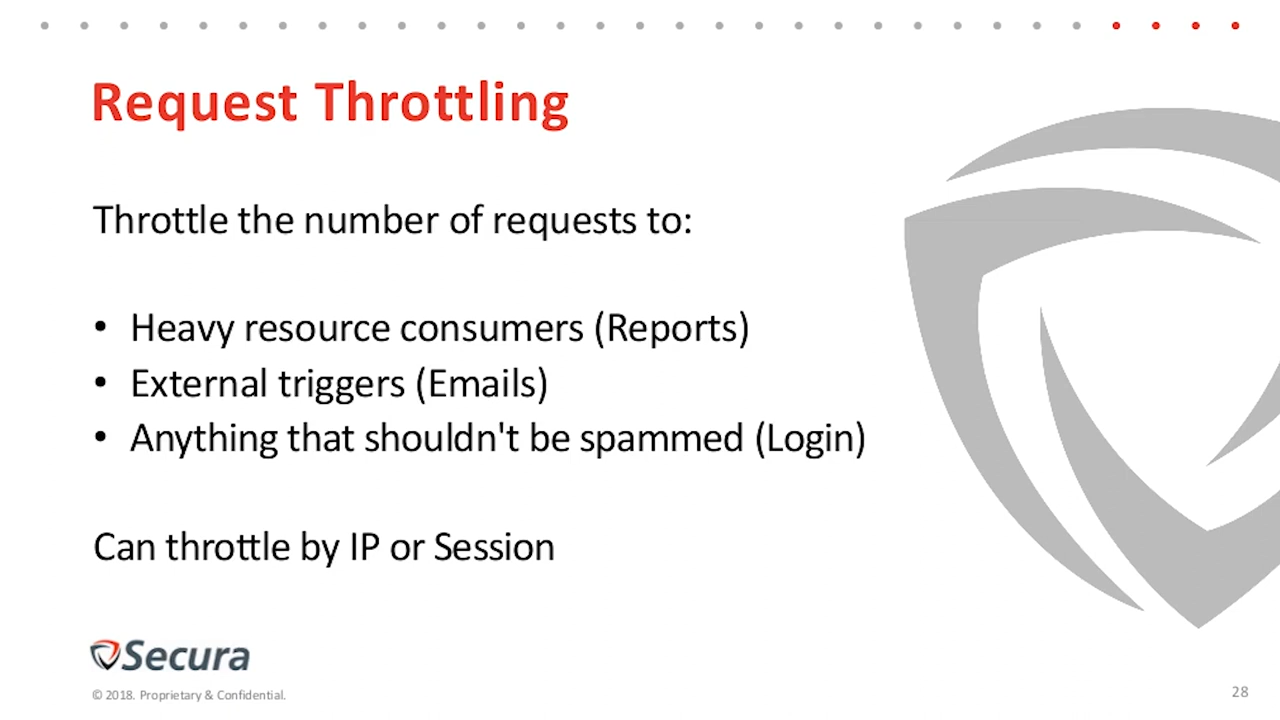 Request Throttling
Throttle the number of requests to:
• Heavy resource consumers (Reports)
• External triggers (Emails)
• Anything that shouldn't be spammed (Login)
Can throttle by IP or Session
Secura
© 2018. Proprietary & Confidential.
28